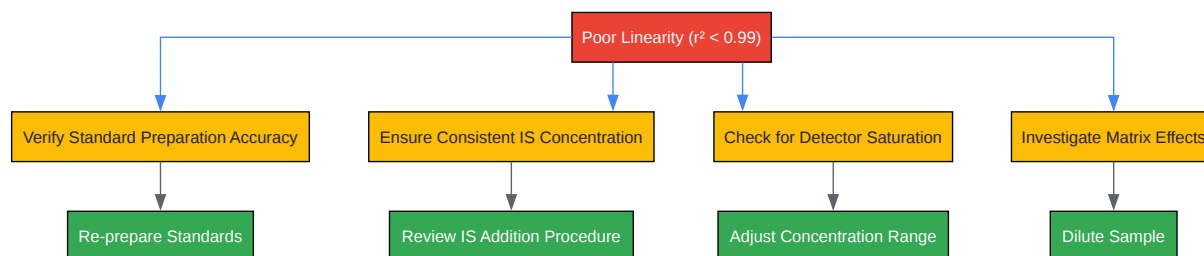 Poor Linearity (r² < 0.99)
Verify Standard Preparation Accuracy
Ensure Consistent IS Concentration
Check for Detector Saturation
Investigate Matrix Effects
Re-prepare Standards
Review IS Addition Procedure
Adjust Concentration Range
Dilute Sample